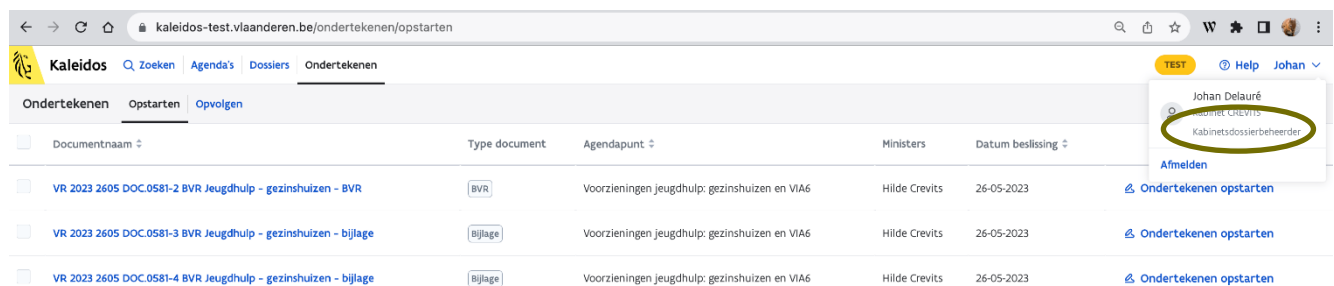 kaleidos-test.vlaanderen.be/ondertekenen/opstarten
Kaleidos Zoeken Agenda's Dossiers Ondertekenen TEST Help Johan
Ondertekenen Opstarten Opvolgen
Johan Delauré
Kabinet CREVITS
Kabinetsdossierbeheerder
Afmelden
Documentnaam Type document Agendapunt Ministers Datum beslissing
VR 2023 2605 DOC.0581-2 BVR Jeugdhulp - gezinshuizen - BVR BVR Voorzieningen jeugdhulp: gezinshuizen en VIA6 Hilde Crevits 26-05-2023 Ondertekenen opstarten
VR 2023 2605 DOC.0581-3 BVR Jeugdhulp - gezinshuizen - bijlage Bijlage Voorzieningen jeugdhulp: gezinshuizen en VIA6 Hilde Crevits 26-05-2023 Ondertekenen opstarten
VR 2023 2605 DOC.0581-4 BVR Jeugdhulp - gezinshuizen - bijlage Bijlage Voorzieningen jeugdhulp: gezinshuizen en VIA6 Hilde Crevits 26-05-2023 Ondertekenen opstarten